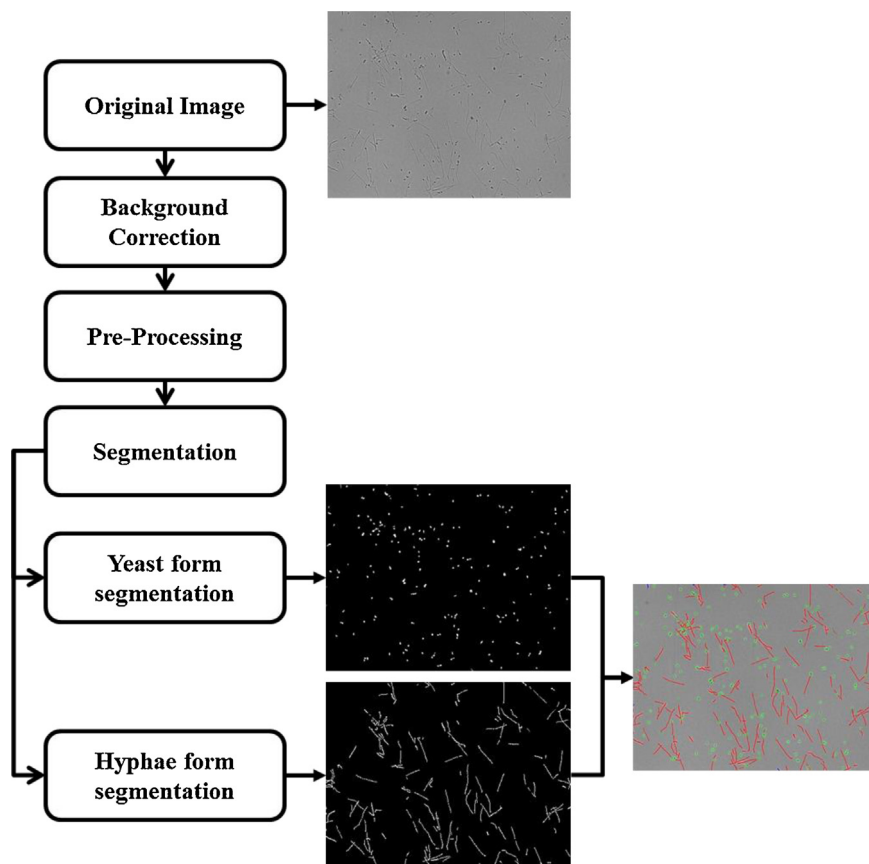 Original Image
Background
Correction
Pre-Processing
Segmentation
Yeast form
segmentation
Hyphae form
segmentation